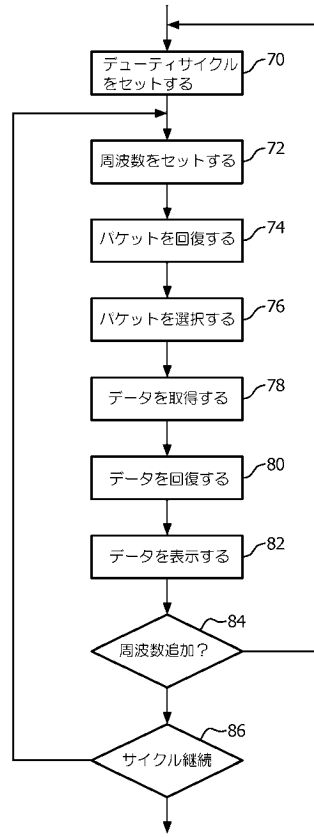 デューティサイクル
をセットする
70
周波数をセットする
72
パケットを回復する
74
パケットを選択する
76
データを取得する
78
データを回復する
80
データを表示する
82
周波数追加？
84
サイクル継続
86